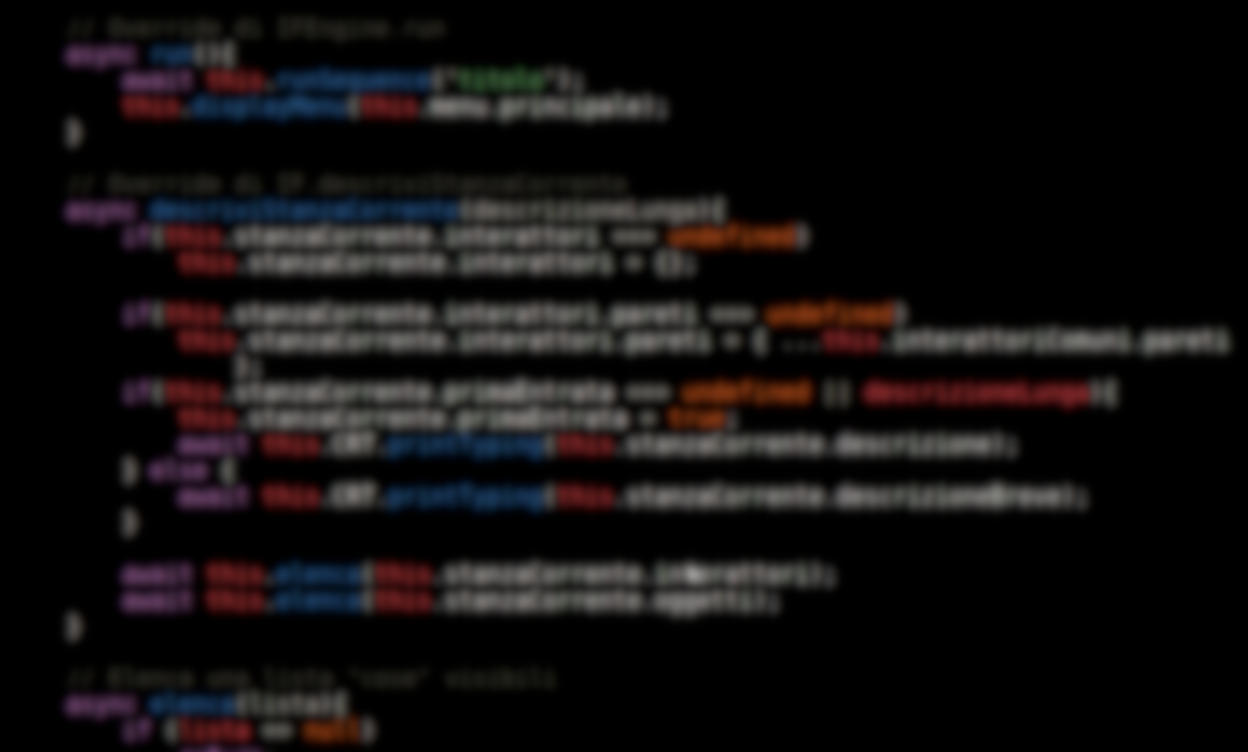 // Override di IFEngine.run
async run(){
await this.runSequence("titolo");
this.displayMenu(this.menu.principale);
}
// Override di IF.descriviStanzaCorrente
async descriviStanzaCorrente(descrizioneLunga){
if(this.stanzaCorrente.interattori === undefined)
this.stanzaCorrente.interattori = {};
if(this.stanzaCorrente.interattori.pareti === undefined)
this.stanzaCorrente.interattori.pareti = { ...this.interattoriComuni.pareti
};
if(this.stanzaCorrente.primaEntrata === undefined || descrizioneLunga){
this.stanzaCorrente.primaEntrata = true;
await this.CRT.printTyping(this.stanzaCorrente.descrizione);
} else {
await this.CRT.printTyping(this.stanzaCorrente.descrizioneBreve);
}
await this.elenca(this.stanzaCorrente.interattori);
await this.elenca(this.stanzaCorrente.oggetti);
}
// Elenca una lista "cose" visibili
async elenca(lista){
if (lista == null)